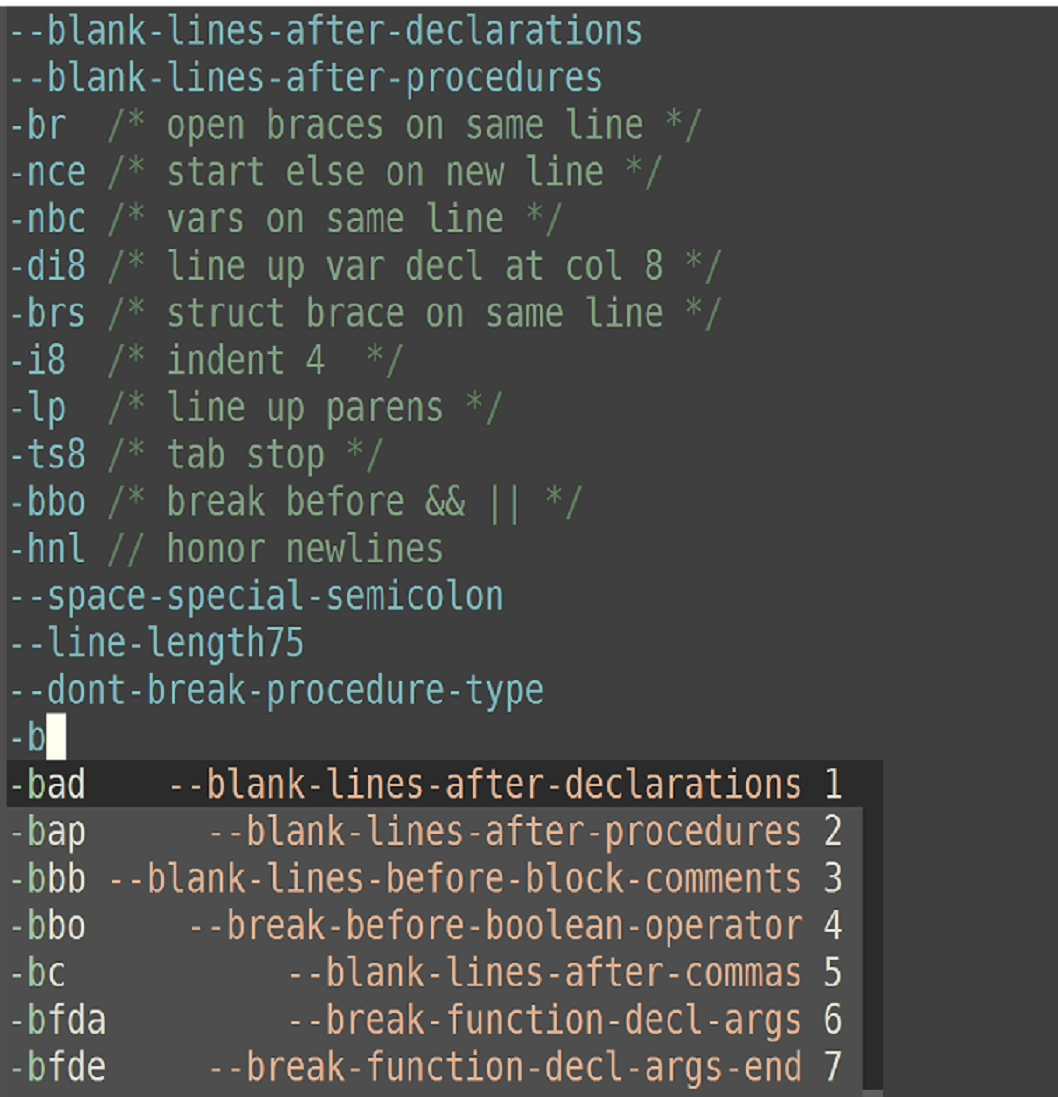 --blank-lines-after-declarations
--blank-lines-after-procedures
-br  /* open braces on same line */
-nce /* start else on new line */
-nbc /* vars on same line */
-di8 /* line up var decl at col 8 */
-brs /* struct brace on same line */
-i8  /* indent 4  */
-lp  /* line up parens */
-ts8 /* tab stop */
-bbo /* break before && || */
-hnl // honor newlines
--space-special-semicolon
--line-length75
--dont-break-procedure-type
-b
-bad    --blank-lines-after-declarations 1
-bap      --blank-lines-after-procedures 2
-bbb --blank-lines-before-block-comments 3
-bbo     --break-before-boolean-operator 4
-bc           --blank-lines-after-commas 5
-bfda         --break-function-decl-args 6
-bfde     --break-function-decl-args-end 7